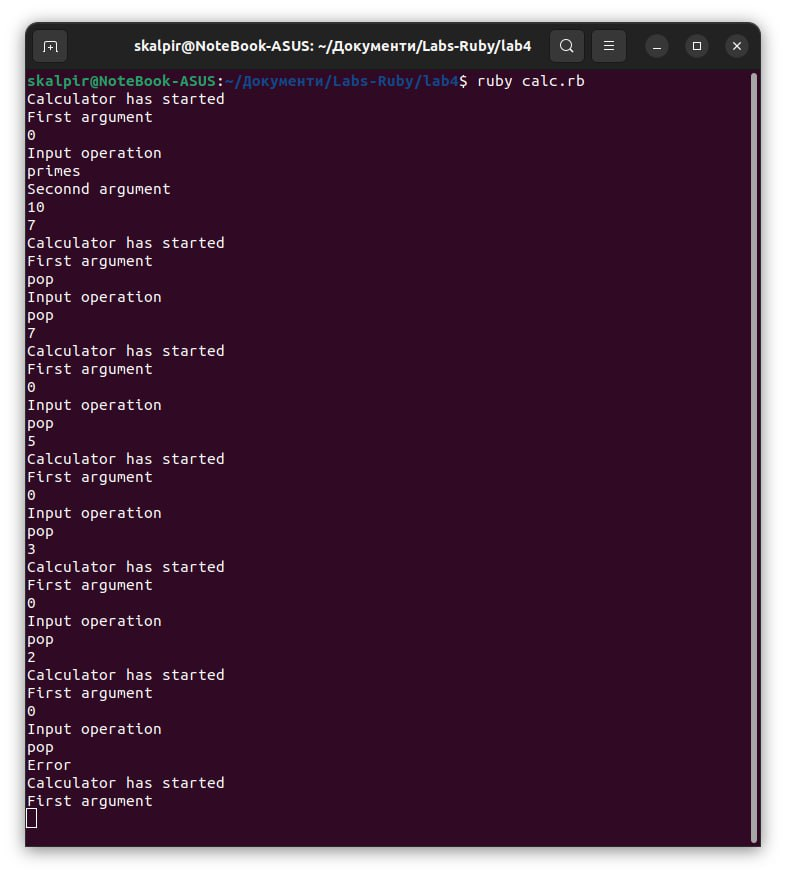 skalpir@NoteBook-ASUS: ~/Документи/Labs-Ruby/lab4
skalpir@NoteBook-ASUS:~/Документи/Labs-Ruby/lab4$ ruby calc.rb
Calculator has started
First argument
0
Input operation
primes
Seconnd argument
10
7
Calculator has started
First argument
pop
Input operation
pop
7
Calculator has started
First argument
0
Input operation
pop
5
Calculator has started
First argument
0
Input operation
pop
3
Calculator has started
First argument
0
Input operation
pop
2
Calculator has started
First argument
0
Input operation
pop
Error
Calculator has started
First argument